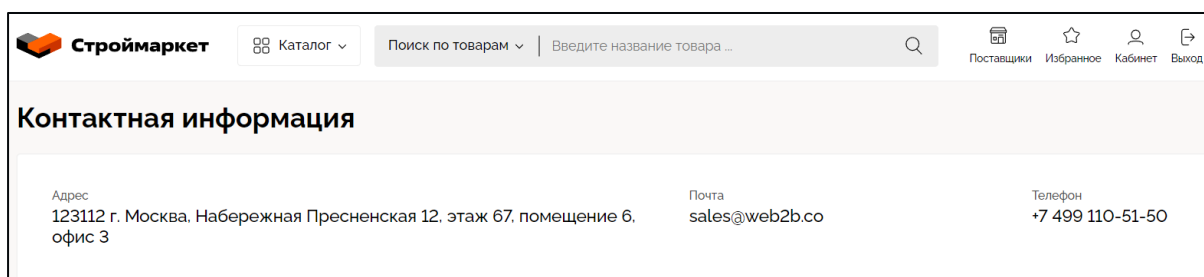 Строймаркет
Каталог
Поиск по товарам
Введите название товара ...
Поставщики
Избранное
Кабинет
Выход
Контактная информация
Адрес
123112 г. Москва, Набережная Пресненская 12, этаж 67, помещение 6,
офис 3
Почта
sales@web2b.co
Телефон
+7 499 110-51-50